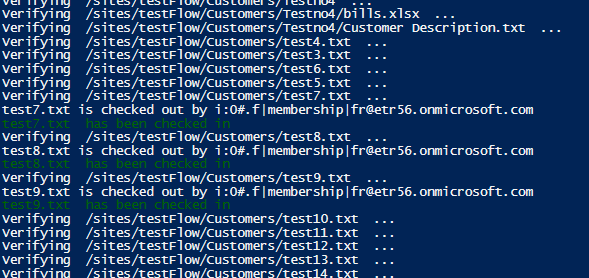 Verifying  /sites/testFlow/Customers/Testno4  ...
Verifying  /sites/testFlow/Customers/Testno4/bills.xlsx  ...
Verifying  /sites/testFlow/Customers/Testno4/Customer Description.txt  ...
Verifying  /sites/testFlow/Customers/test4.txt  ...
Verifying  /sites/testFlow/Customers/test3.txt  ...
Verifying  /sites/testFlow/Customers/test6.txt  ...
Verifying  /sites/testFlow/Customers/test5.txt  ...
Verifying  /sites/testFlow/Customers/test7.txt  ...
test7.txt is checked out by i:0#.f|membership|fr@etr56.onmicrosoft.com
test7.txt  has been checked in
Verifying  /sites/testFlow/Customers/test8.txt  ...
test8.txt is checked out by i:0#.f|membership|fr@etr56.onmicrosoft.com
test8.txt  has been checked in
Verifying  /sites/testFlow/Customers/test9.txt  ...
test9.txt is checked out by i:0#.f|membership|fr@etr56.onmicrosoft.com
test9.txt  has been checked in
Verifying  /sites/testFlow/Customers/test10.txt  ...
Verifying  /sites/testFlow/Customers/test11.txt  ...
Verifying  /sites/testFlow/Customers/test12.txt  ...
Verifying  /sites/testFlow/Customers/test13.txt  ...
Verifying  /sites/testFlow/Customers/test14.txt  ...